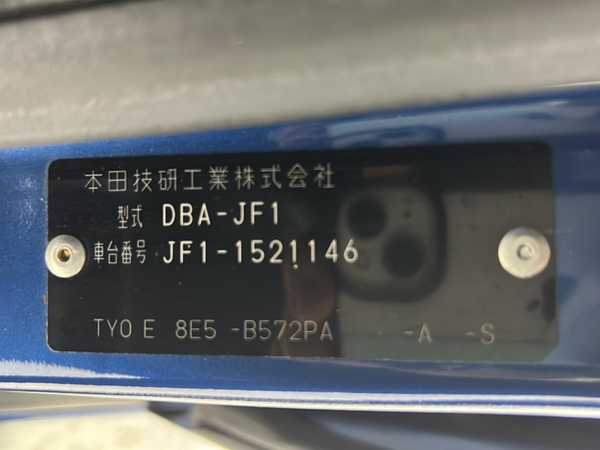 本田技研工業株式会社
型式 DBA-JF1
車台番号 JF1-1521146
TYO E 8E5 -B572PA -A -S